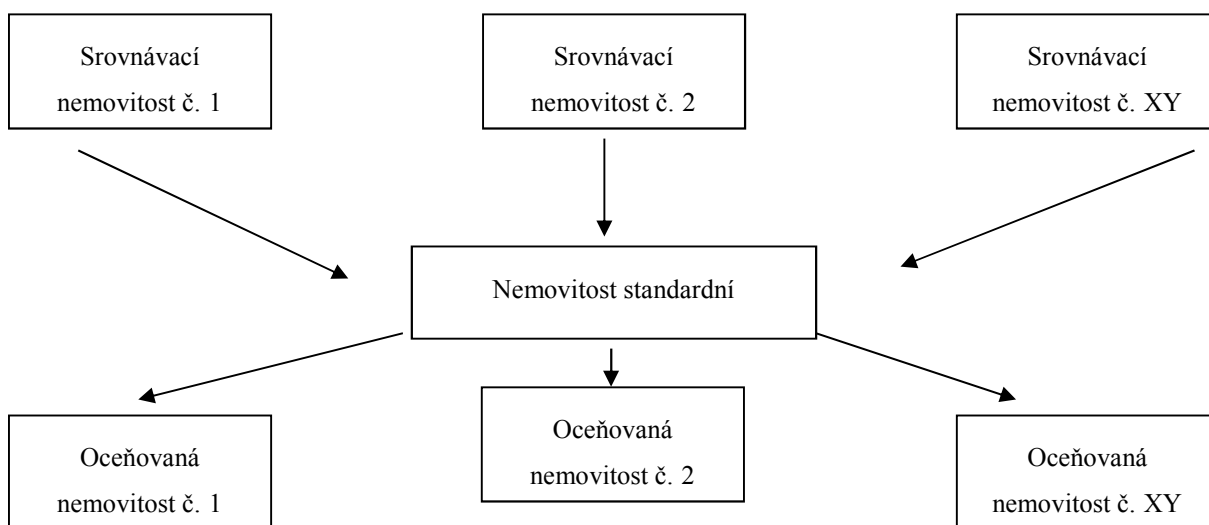 Srovnávací
nemovitost č. 1
Srovnávací
nemovitost č. 2
Srovnávací
nemovitost č. XY
Nemovitost standardní
Oceňovaná
nemovitost č. 1
Oceňovaná
nemovitost č. 2
Oceňovaná
nemovitost č. XY